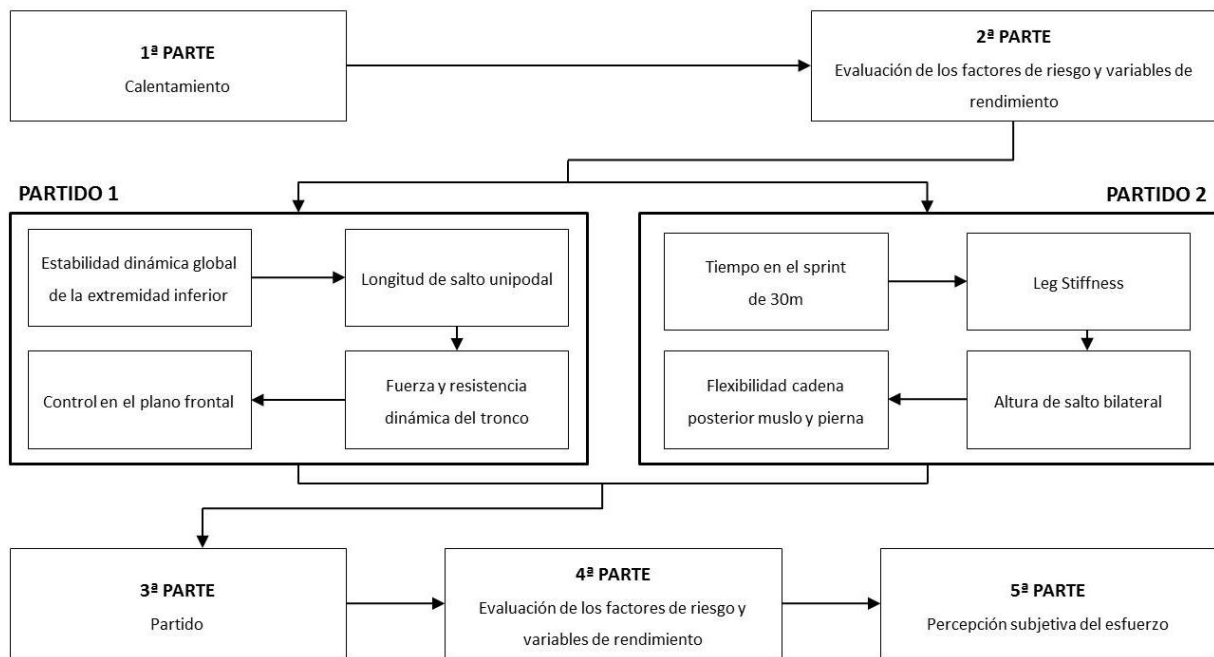 1ª PARTE
Calentamiento
2ª PARTE
Evaluación de los factores de riesgo y variables de
rendimiento
PARTIDO 1
Estabilidad dinámica global
de la extremidad inferior
Longitud de salto unipodal
Control en el plano frontal
Fuerza y resistencia
dinámica del tronco
PARTIDO 2
Tiempo en el sprint
de 30m
Leg Stiffness
Flexibilidad cadena
posterior muslo y pierna
Altura de salto bilateral
3ª PARTE
Partido
4ª PARTE
Evaluación de los factores de riesgo y
variables de rendimiento
5ª PARTE
Percepción subjetiva del esfuerzo